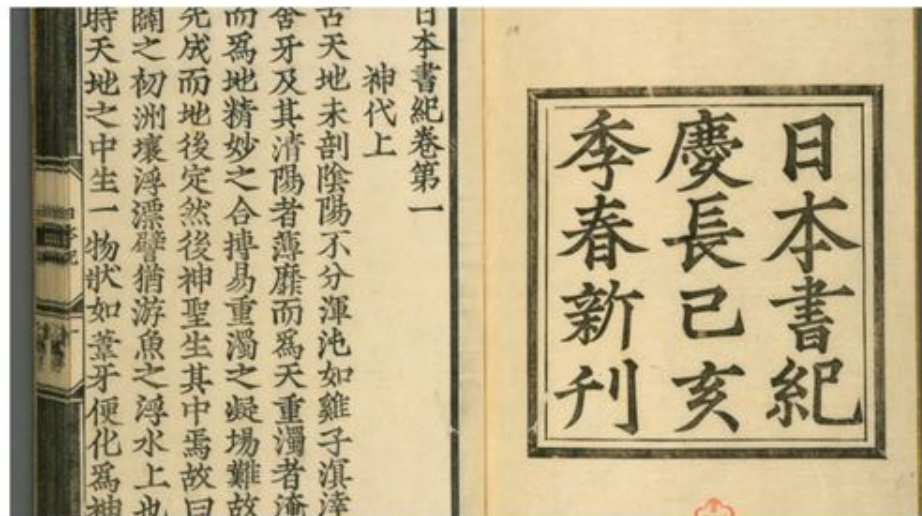 日本書紀
慶長己亥
季春新刊
日本書紀卷第一
神代上
古天地未剖陰陽不分渾沌如雞子溟涬
含牙及其清陽者薄靡而爲天重濁者淹
而爲地精妙之合搏易重濁之凝場難故
先成而地後定然後神聖生其中焉故曰
闢之初洲壤浮漂譬猶游魚之浮水上也
時天地之中生一物狀如葦牙便化爲神
日本紀